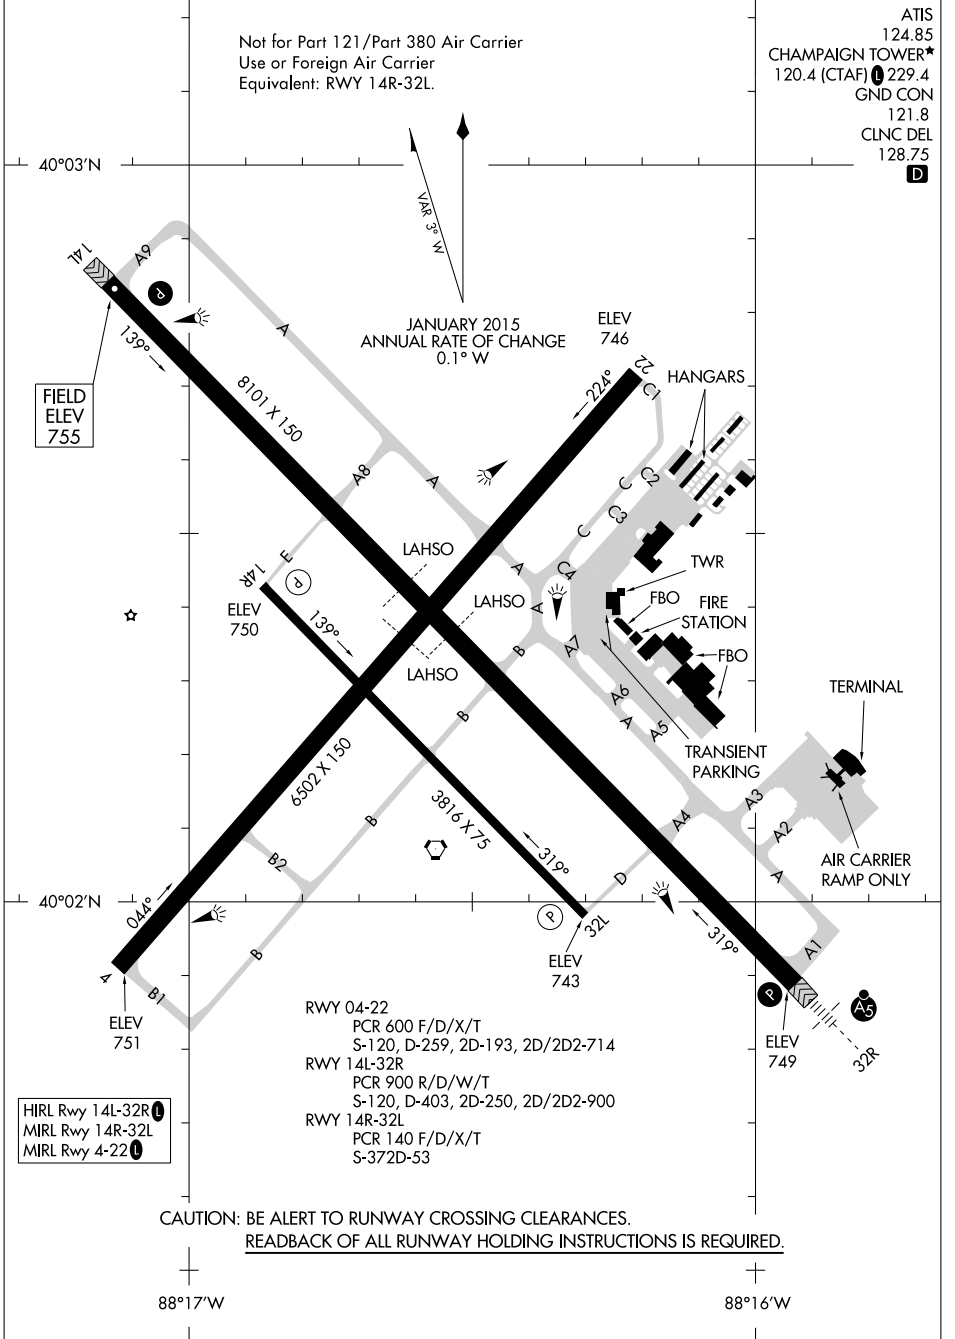 ATIS
124.85
CHAMPAIGN TOWER★
120.4 (CTAF) L 229.4
GND CON
121.8
CLNC DEL
128.75
D
Not for Part 121/Part 380 Air Carrier
Use or Foreign Air Carrier
Equivalent: RWY 14R-32L.
40°03'N
VAR 3° W
JANUARY 2015
ANNUAL RATE OF CHANGE
0.1° W
14L
A9
P
139°
A
8101 X 150
FIELD
ELEV
755
ELEV
746
22
224°
C1
HANGARS
A8
A
C
C2
C3
C
LAHSO
E
14R
P
A
C4
TWR
ELEV
750
139°
LAHSO
A
FBO
FIRE
STATION
B
A7
FBO
LAHSO
A6
TERMINAL
B
A
A5
TRANSIENT
PARKING
6502 X 150
3816 X 75
A3
A4
A2
B
319°
B2
D
A
AIR CARRIER
RAMP ONLY
40°02'N
044°
P
32L
319°
A1
B
4
B1
ELEV
743
P
A5
ELEV
751
ELEV
749
32R
RWY 04-22
PCR 600 F/D/X/T
S-120, D-259, 2D-193, 2D/2D2-714
RWY 14L-32R
PCR 900 R/D/W/T
S-120, D-403, 2D-250, 2D/2D2-900
RWY 14R-32L
PCR 140 F/D/X/T
S-372D-53
HIRL Rwy 14L-32R L
MIRL Rwy 14R-32L
MIRL Rwy 4-22 L
CAUTION: BE ALERT TO RUNWAY CROSSING CLEARANCES.
READBACK OF ALL RUNWAY HOLDING INSTRUCTIONS IS REQUIRED.
88°17'W
88°16'W